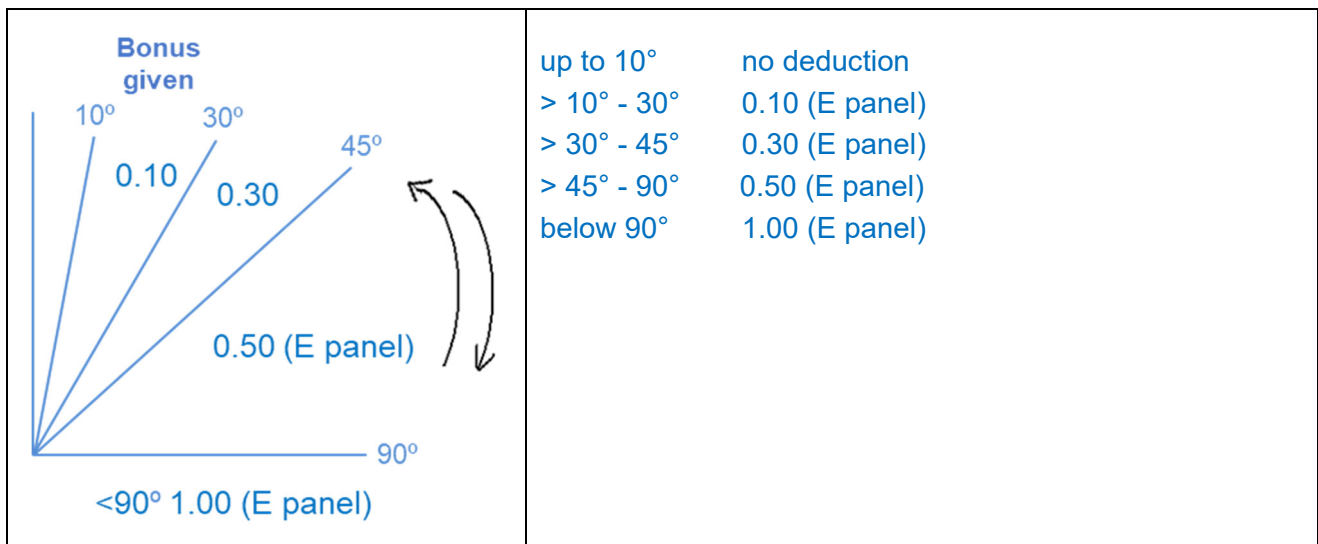 Bonus
given
10º
30º
45º
0.10
0.30
0.50 (E panel)
90º
<90º 1.00 (E panel)
up to 10° no deduction
> 10° - 30° 0.10 (E panel)
> 30° - 45° 0.30 (E panel)
> 45° - 90° 0.50 (E panel)
below 90° 1.00 (E panel)